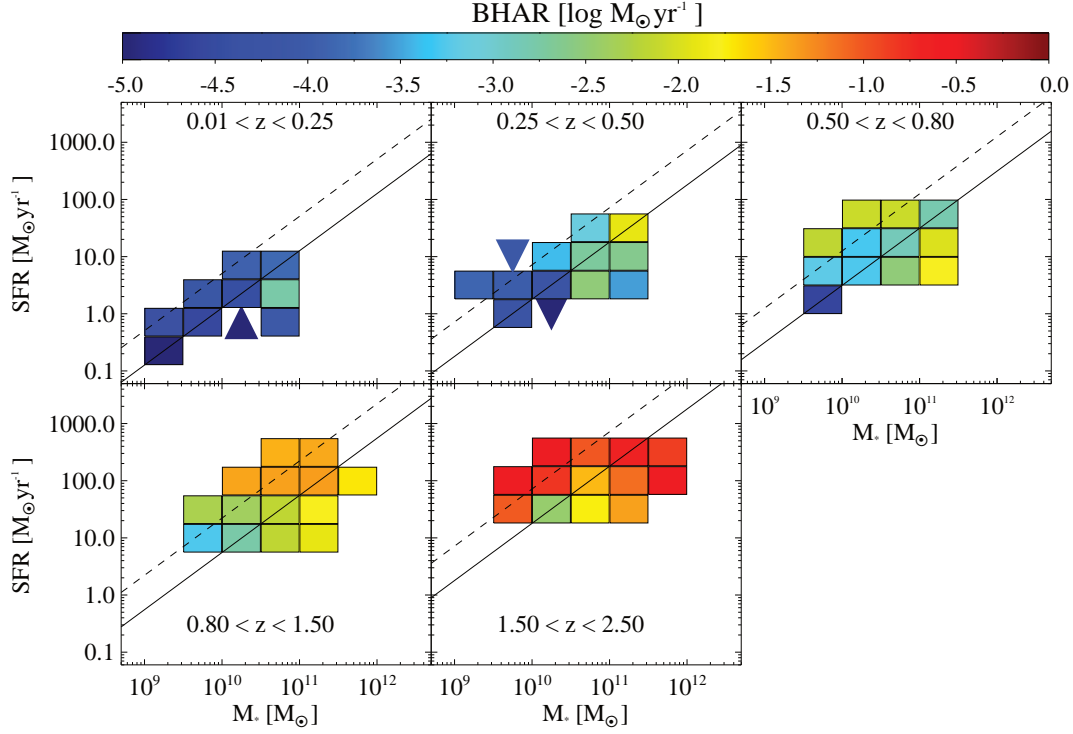 BHAR [log M⊙ yr⁻¹]
-5.0 -4.5 -4.0 -3.5 -3.0 -2.5 -2.0 -1.5 -1.0 -0.5 0.0
0.01 < z < 0.25
0.25 < z < 0.50
0.50 < z < 0.80
SFR [M⊙ yr⁻¹]
1000.0
100.0
10.0
1.0
0.1
10⁹ 10¹⁰ 10¹¹ 10¹²
M* [M⊙]
SFR [M⊙ yr⁻¹]
1000.0
100.0
10.0
1.0
0.1
0.80 < z < 1.50
1.50 < z < 2.50
10⁹ 10¹⁰ 10¹¹ 10¹²
10⁹ 10¹⁰ 10¹¹ 10¹²
M* [M⊙]
M* [M⊙]